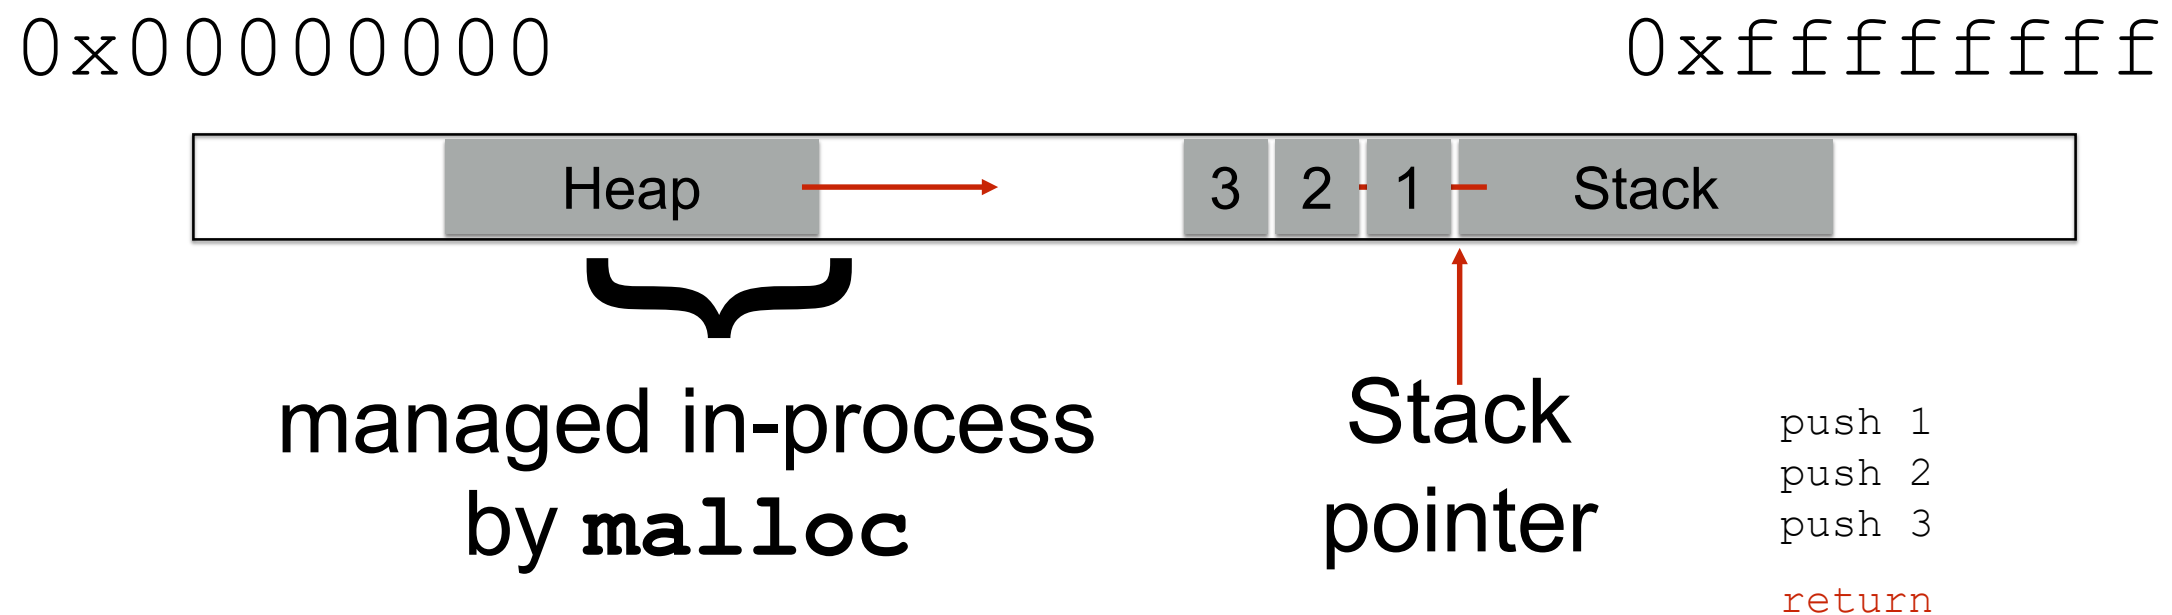 0x00000000 0xffffffff
Heap 3 2 1 Stack
managed in-process
by malloc
Stack
pointer
push 1
push 2
push 3
return